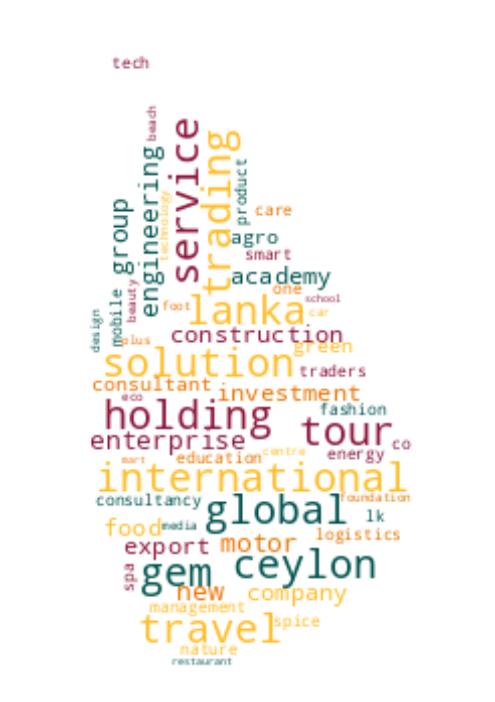 tech
beach
service
trading
engineering
technology
product
group
care
agro
smart
academy
mobile
beauty
one
school
foot
lanka
car
design
plus
construction
green
solution
traders
consultant
investment
eco
holding
fashion
tour
enterprise
co
centre
energy
mart
education
international
consultancy
global
foundation
lk
food
media
logistics
export
motor
spa
gem
ceylon
new
company
management
travel
spice
nature
restaurant